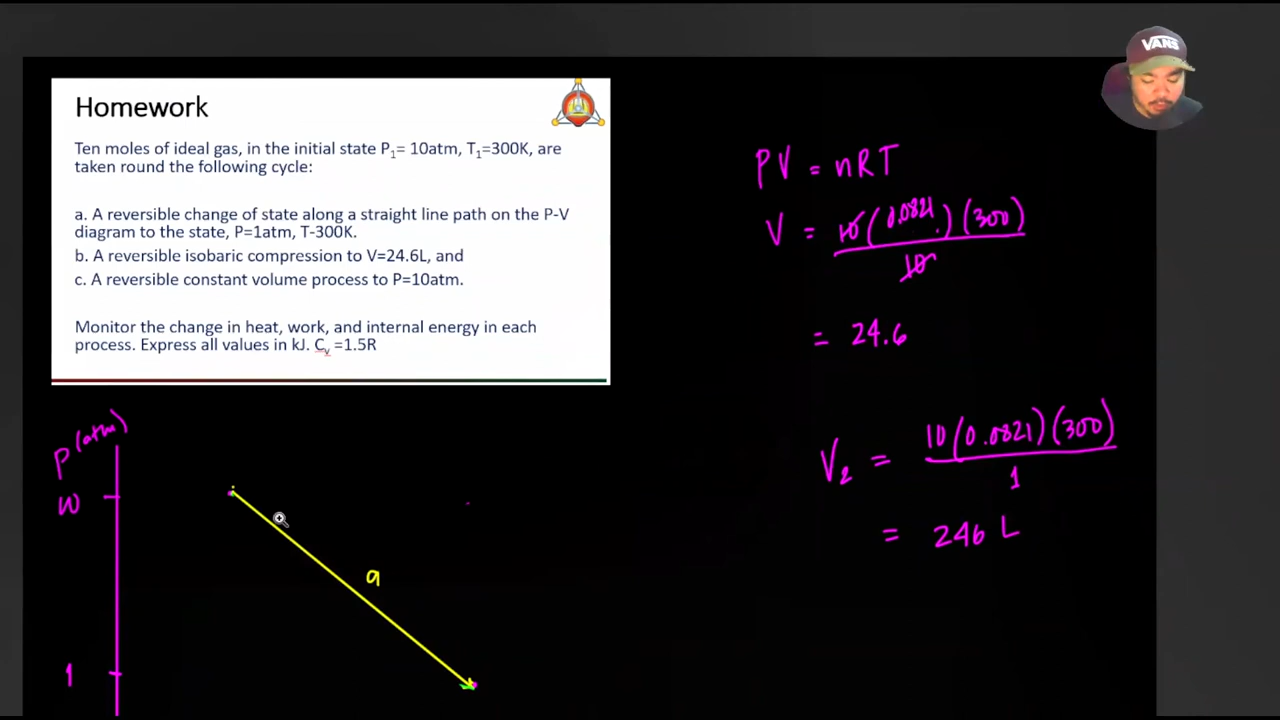 VANS
Homework
Ten moles of ideal gas, in the initial state P₁= 10atm, T₁=300K, are
taken round the following cycle:
a. A reversible change of state along a straight line path on the P-V
diagram to the state, P=1atm, T-300K.
b. A reversible isobaric compression to V=24.6L, and
c. A reversible constant volume process to P=10atm.
Monitor the change in heat, work, and internal energy in each
process. Express all values in kJ. Cᵥ =1.5R
PV = nRT
V = 10(0.0821)(300)
10
= 24.6
V₂ = 10(0.0821)(300)
1
= 246 L
P(atm)
10
a
1